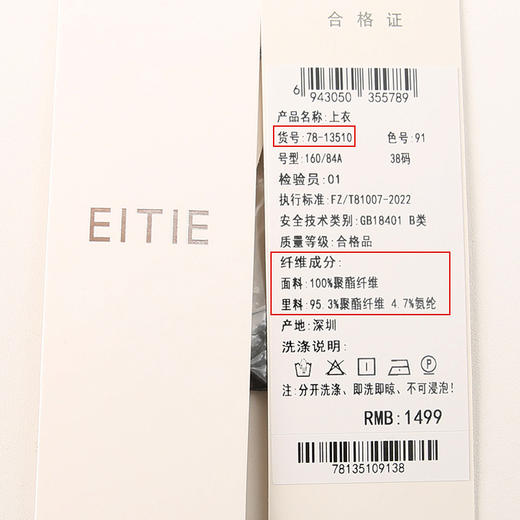 EITIE
合格证
6 943050 355789
产品名称:上衣
货号:78-13510 色号:91
号型:160/84A 38码
检验员:01
执行标准:FZ/T81007-2022
安全技术类别:GB18401 B类
质量等级:合格品
纤维成分:
面料:100%聚酯纤维
里料:95.3%聚酯纤维 4.7%氨纶
产地:深圳
洗涤说明:
注:分开洗涤、即洗即晾、不可浸泡!
RMB:1499
78135109138